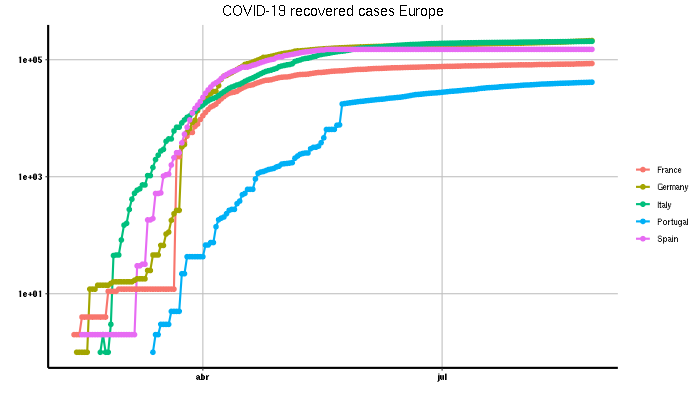 COVID-19 recovered cases Europe
1e+05
1e+03
1e+01
abr
jul
France
Germany
Italy
Portugal
Spain